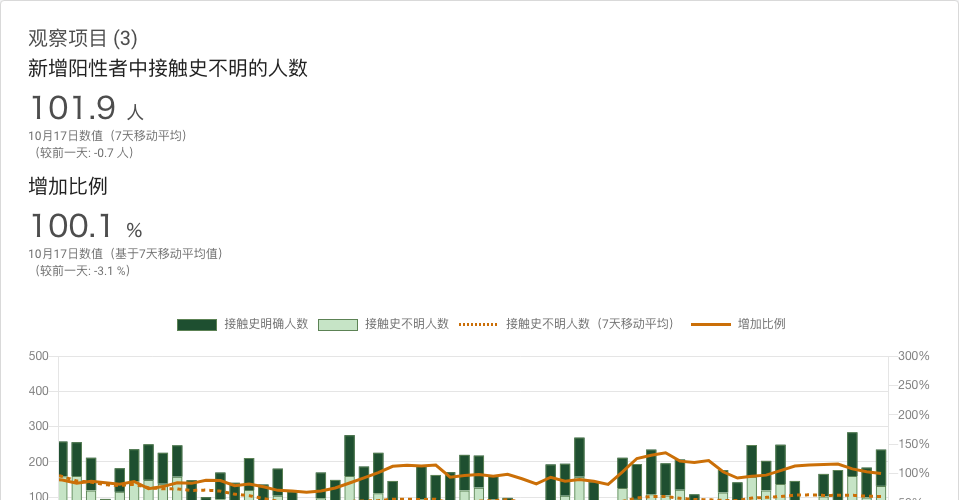 观察项目 (3)
新增阳性者中接触史不明的人数
101.9 人
10月17日数值（7天移动平均）
（较前一天: -0.7 人）
增加比例
100.1 %
10月17日数值（基于7天移动平均值）
（较前一天: -3.1 %）
接触史明确人数 接触史不明人数 接触史不明人数（7天移动平均） 增加比例
500 300%
400 250%
300 200%
200 150%
100 100%